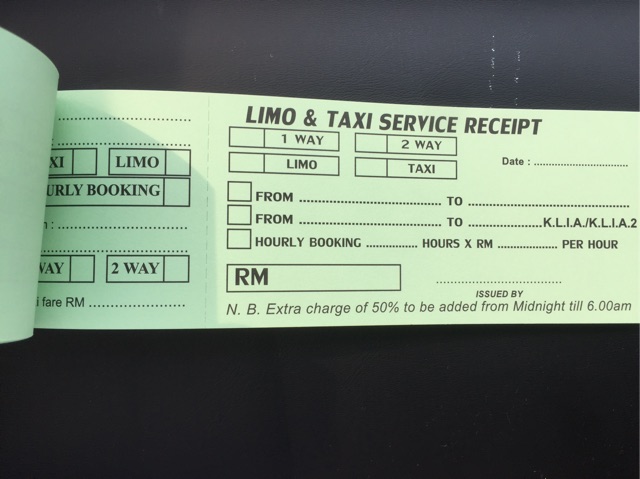 LIMO & TAXI SERVICE RECEIPT
1 WAY 2 WAY
LIMO TAXI Date : ........................
FROM .................................... TO ..........................................
FROM .................................... TO ...................K.L.I.A./K.L.I.A.2
HOURLY BOOKING ............ HOURS X RM .............. PER HOUR
RM
ISSUED BY
N. B. Extra charge of 50% to be added from Midnight till 6.00am
XI LIMO
URLY BOOKING
WAY 2 WAY
fare RM ........................